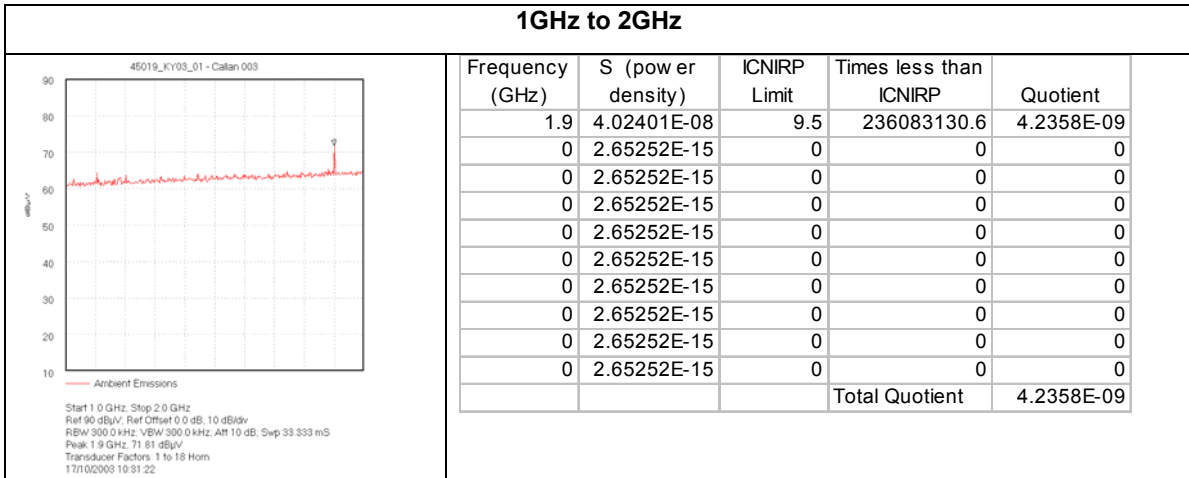 1GHz to 2GHz
45019_KY03_01 - Callan 003
90
80
70
60
50
40
30
20
10
dBµV
Ambient Emissions
Start 1.0 GHz; Stop 2.0 GHz
Ref 90 dBµV; Ref Offset 0.0 dB; 10 dB/div
RBW 300.0 kHz; VBW 300.0 kHz; Att 10 dB; Swp 33.333 mS
Peak 1.9 GHz, 71.81 dBµV
Transducer Factors: 1 to 18 Horn
17/10/2003 10:31:22
Frequency (GHz) S (power density) ICNIRP Limit Times less than ICNIRP Quotient
1.9 4.02401E-08 9.5 236083130.6 4.2358E-09
0 2.65252E-15 0 0 0
0 2.65252E-15 0 0 0
0 2.65252E-15 0 0 0
0 2.65252E-15 0 0 0
0 2.65252E-15 0 0 0
0 2.65252E-15 0 0 0
0 2.65252E-15 0 0 0
0 2.65252E-15 0 0 0
0 2.65252E-15 0 0 0
Total Quotient 4.2358E-09